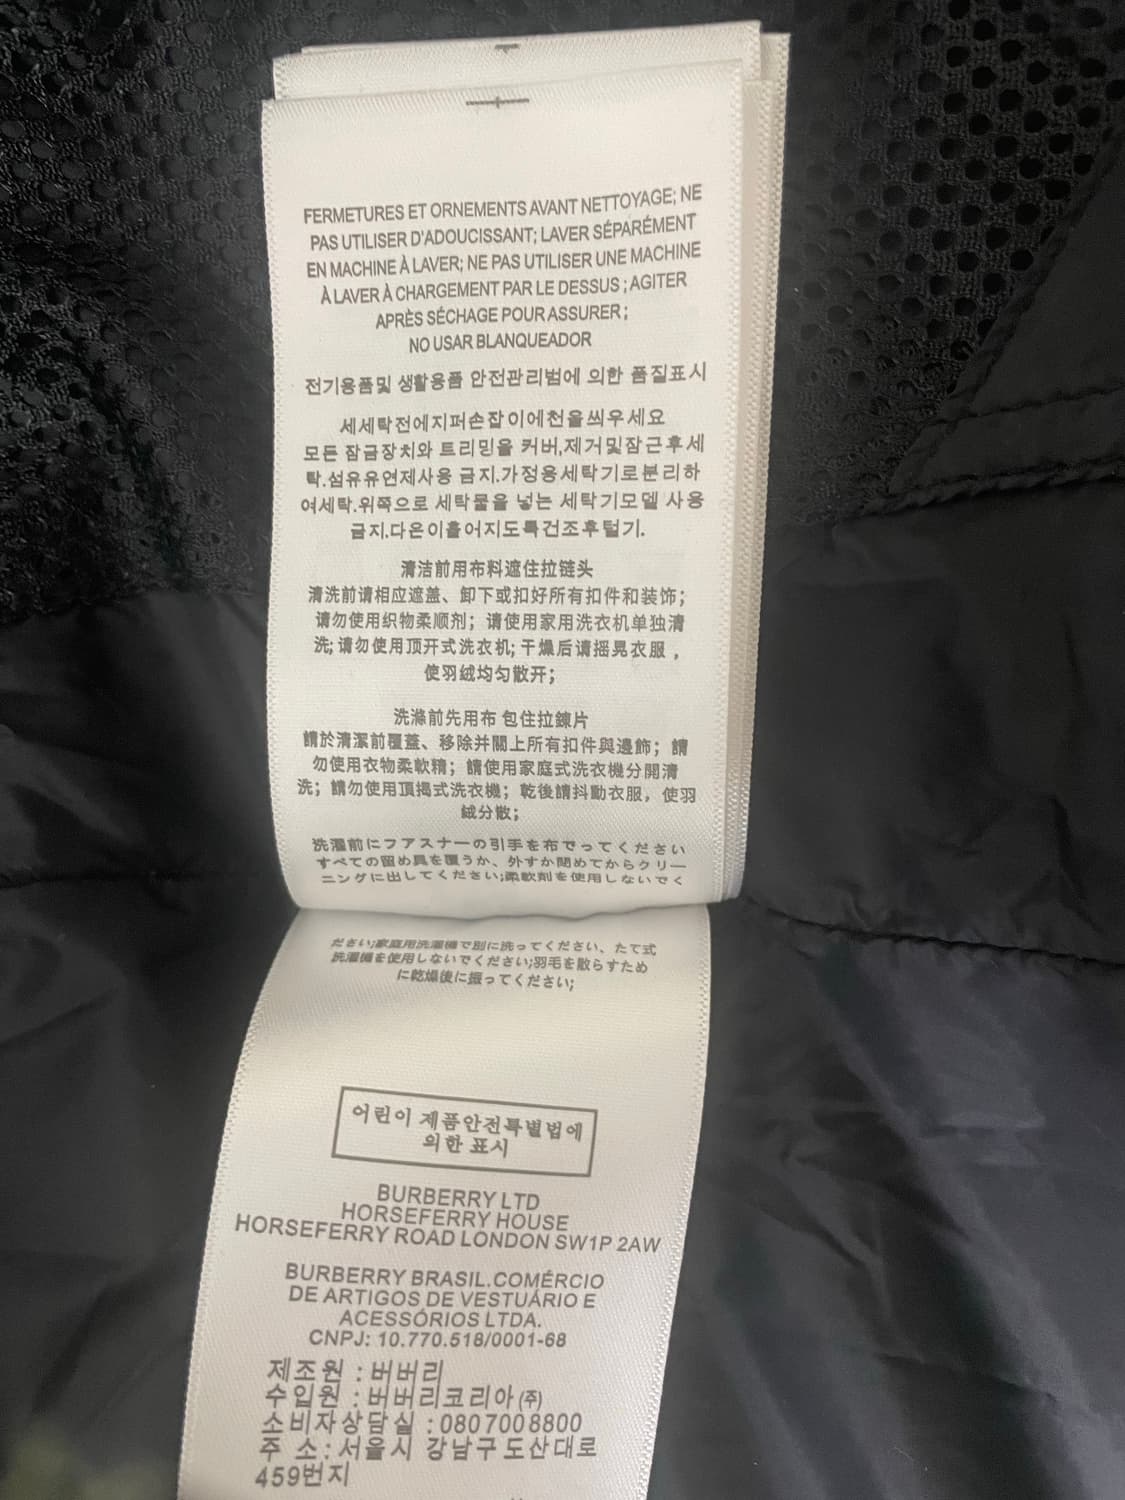 FERMETURES ET ORNEMENTS AVANT NETTOYAGE; NE
PAS UTILISER D'ADOUCISSANT; LAVER SÉPARÉMENT
EN MACHINE À LAVER; NE PAS UTILISER UNE MACHINE
À LAVER À CHARGEMENT PAR LE DESSUS ; AGITER
APRÈS SÉCHAGE POUR ASSURER ;
NO USAR BLANQUEADOR
전기용품및 생활용품 안전관리법에 의한 품질표시
세세탁전에지퍼손잡이에천을씌우세요
모든 잠금장치와 트리밍을 커버,제거및잠근후세
탁.섬유유연제사용 금지.가정용세탁기로분리하
여세탁.위쪽으로 세탁물을 넣는 세탁기모델 사용
금지.다은이흩어지도록건조후털기.
清洁前用布料遮住拉链头
清洗前请相应遮盖、卸下或扣好所有扣件和装饰；
请勿使用织物柔顺剂；请使用家用洗衣机单独清
洗; 请勿使用顶开式洗衣机; 干燥后请摇晃衣服，
使羽绒均匀散开；
洗滌前先用布 包住拉鍊片
請於清潔前覆蓋、移除并關上所有扣件與邊飾；請
勿使用衣物柔軟精；請使用家庭式洗衣機分開清
洗；請勿使用頂揭式洗衣機；乾後請抖動衣服，使羽
絨分散；
洗濯前にフアスナーの引手を布でってください
すべての留め具を覆うか、外すか閉めてからクリー
ニングに出してください;柔軟剤を使用しないでく
ださい;家庭用洗濯機で別に洗ってください、たて式
洗濯機を使用しないでください;羽毛を散らすため
に乾燥後に振ってください;
어린이 제품안전특별법에
의한 표시
BURBERRY LTD
HORSEFERRY HOUSE
HORSEFERRY ROAD LONDON SW1P 2AW
BURBERRY BRASIL.COMÉRCIO
DE ARTIGOS DE VESTUÁRIO E
ACESSÓRIOS LTDA.
CNPJ: 10.770.518/0001-68
제조원 : 버버리
수입원 : 버버리코리아 (주)
소비자상담실 : 0807008800
주 소 : 서울시 강남구 도산대로
459번지